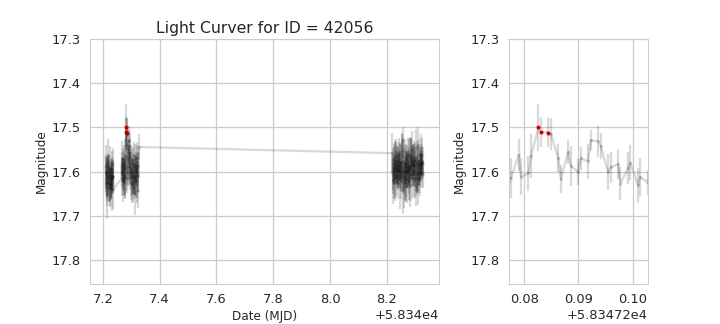 Light Curver for ID = 42056
17.3
17.4
17.5
17.6
17.7
17.8
Magnitude
7.2 7.4 7.6 7.8 8.0 8.2
Date (MJD)
+5.834e4
17.3
17.4
17.5
17.6
17.7
17.8
Magnitude
0.08 0.09 0.10
+5.83472e4